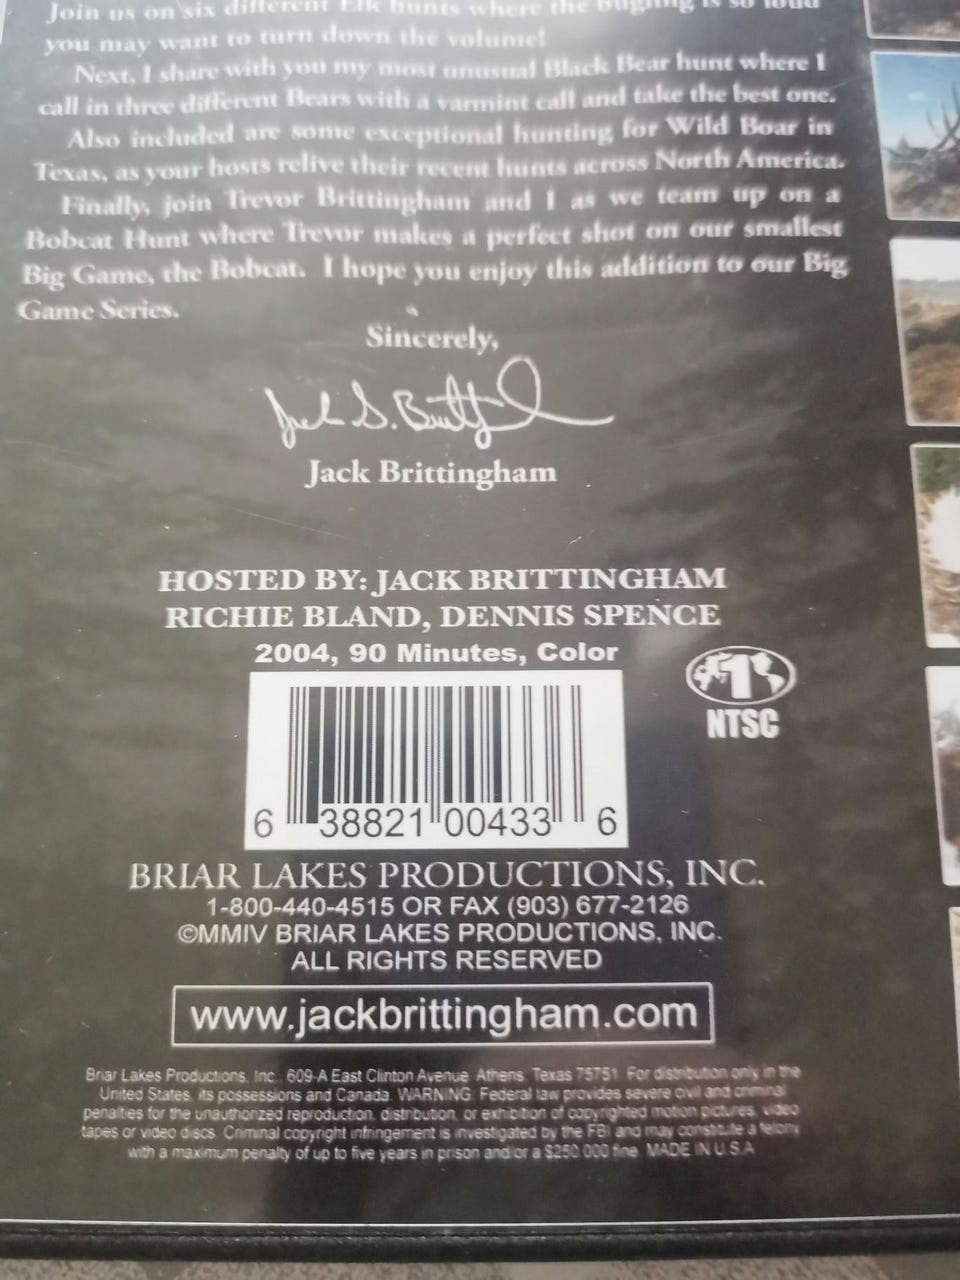 Join us on six different Elk hunts where the bugling is so loud
you may want to turn down the volume!
Next, I share with you my most unusual Black Bear hunt where I
call in three different Bears with a varmint call and take the best one.
Also included are some exceptional hunting for Wild Boar in
Texas, as your hosts relive their recent hunts across North America.
Finally, join Trevor Brittingham and I as we team up on a
Bobcat Hunt where Trevor makes a perfect shot on our smallest
Big Game, the Bobcat. I hope you enjoy this addition to our Big
Game Series.
Sincerely,
Jack S. Brittingham
Jack Brittingham
HOSTED BY: JACK BRITTINGHAM
RICHIE BLAND, DENNIS SPENCE
2004, 90 Minutes, Color
1
NTSC
6 38821 00433 6
BRIAR LAKES PRODUCTIONS, INC.
1-800-440-4515 OR FAX (903) 677-2126
©MMIV BRIAR LAKES PRODUCTIONS, INC.
ALL RIGHTS RESERVED
www.jackbrittingham.com
Briar Lakes Productions, Inc., 609-A East Clinton Avenue, Athens, Texas 75751. For distribution only in the
United States, its possessions and Canada. WARNING: Federal law provides severe civil and criminal
penalties for the unauthorized reproduction, distribution, or exhibition of copyrighted motion pictures, video
tapes or video discs. Criminal copyright infringement is investigated by the FBI and may constitute a felony
with a maximum penalty of up to five years in prison and/or a $250,000 fine. MADE IN U.S.A